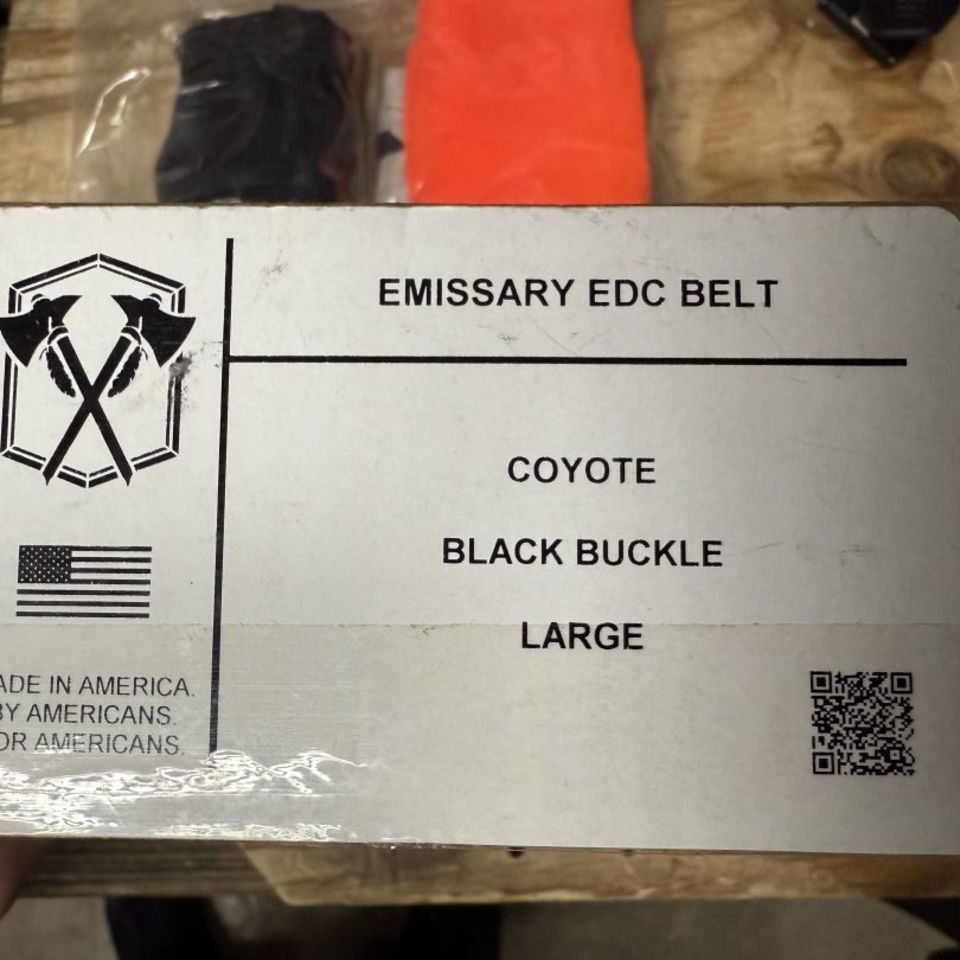 EMISSARY EDC BELT
COYOTE
BLACK BUCKLE
LARGE
ADE IN AMERICA.
BY AMERICANS.
OR AMERICANS.